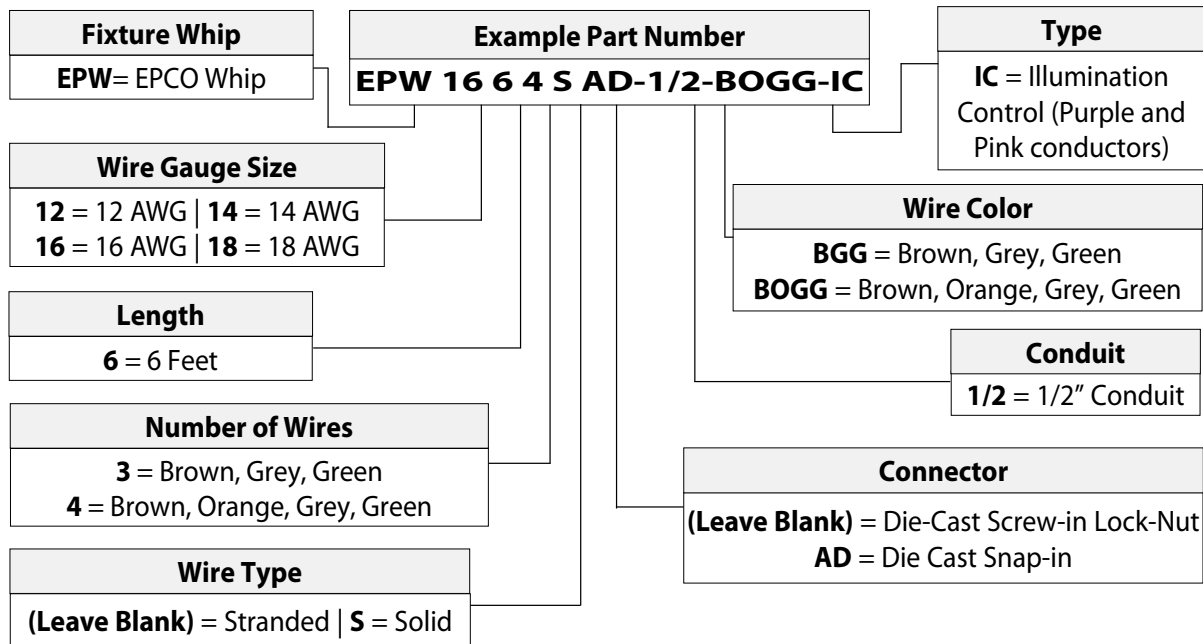 Fixture Whip
EPW= EPCO Whip
Example Part Number
EPW 16 6 4 S AD-1/2-BOGG-IC
Type
IC = Illumination
Control (Purple and
Pink conductors)
Wire Gauge Size
12 = 12 AWG | 14 = 14 AWG
16 = 16 AWG | 18 = 18 AWG
Wire Color
BGG = Brown, Grey, Green
BOGG = Brown, Orange, Grey, Green
Length
6 = 6 Feet
Conduit
1/2 = 1/2" Conduit
Number of Wires
3 = Brown, Grey, Green
4 = Brown, Orange, Grey, Green
Connector
(Leave Blank) = Die-Cast Screw-in Lock-Nut
AD = Die Cast Snap-in
Wire Type
(Leave Blank) = Stranded | S = Solid